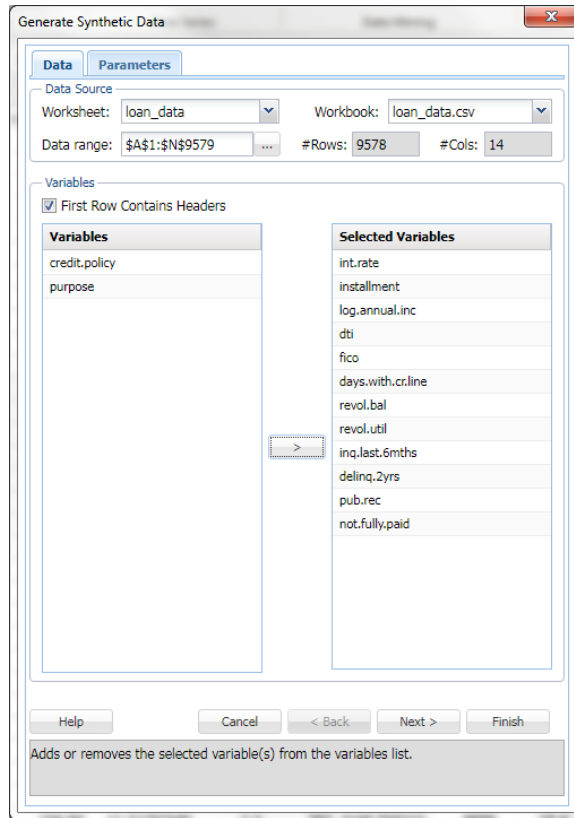 Generate Synthetic Data
Data Parameters
Data Source
Worksheet: loan_data Workbook: loan_data.csv
Data range: $A$1:$N$9579 ... #Rows: 9578 #Cols: 14
Variables
First Row Contains Headers
Variables Selected Variables
credit.policy int.rate
purpose installment
log.annual.inc
dti
fico
days.with.cr.line
revol.bal
revol.util
> inq.last.6mths
delinq.2yrs
pub.rec
not.fully.paid
Help Cancel < Back Next > Finish
Adds or removes the selected variable(s) from the variables list.